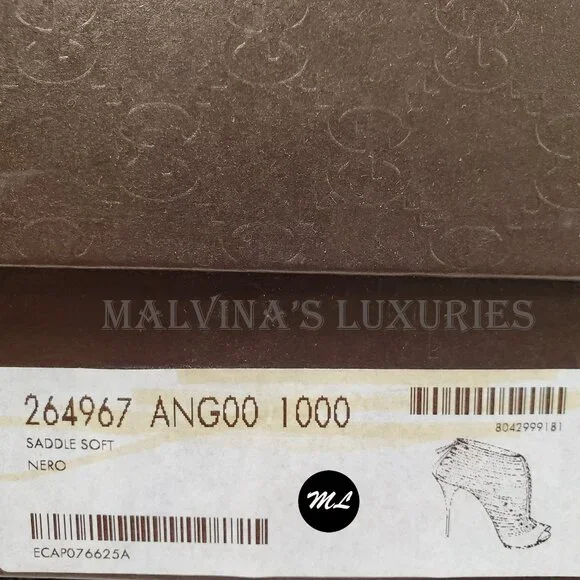 MALVINA'S LUXURIES
264967 ANG00 1000
8042999181
SADDLE SOFT
NERO
ML
ECAP076625A